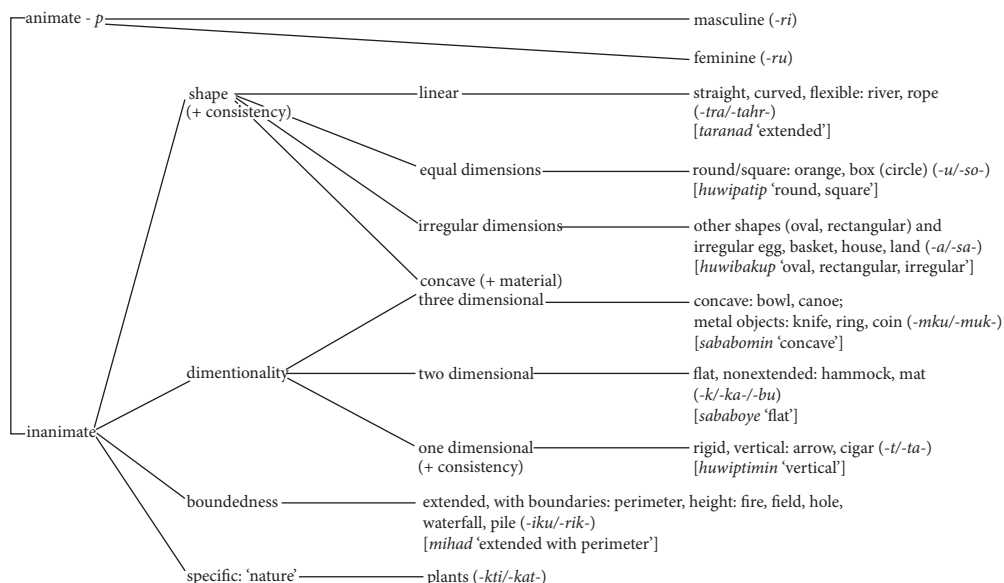 animate - p
masculine (-ri)
feminine (-ru)
shape
(+ consistency)
linear
straight, curved, flexible: river, rope
(-tra/-tahr-)
[taranad ‘extended’]
equal dimensions
round/square: orange, box (circle) (-u/-so-)
[huwipatip ‘round, square’]
irregular dimensions
other shapes (oval, rectangular) and
irregular egg, basket, house, land (-a/-sa-)
[huwibakup ‘oval, rectangular, irregular’]
concave (+ material)
three dimensional
concave: bowl, canoe;
metal objects: knife, ring, coin (-mku/-muk-)
[sababomin ‘concave’]
dimentionality
two dimensional
flat, nonextended: hammock, mat
(-k/-ka-/-bu)
[sababoye ‘flat’]
inanimate
one dimensional
(+ consistency)
rigid, vertical: arrow, cigar (-t/-ta-)
[huwiptimin ‘vertical’]
boundedness
extended, with boundaries: perimeter, height: fire, field, hole,
waterfall, pile (-iku/-rik-)
[mihad ‘extended with perimeter’]
specific: ‘nature’
plants (-kti/-kat-)